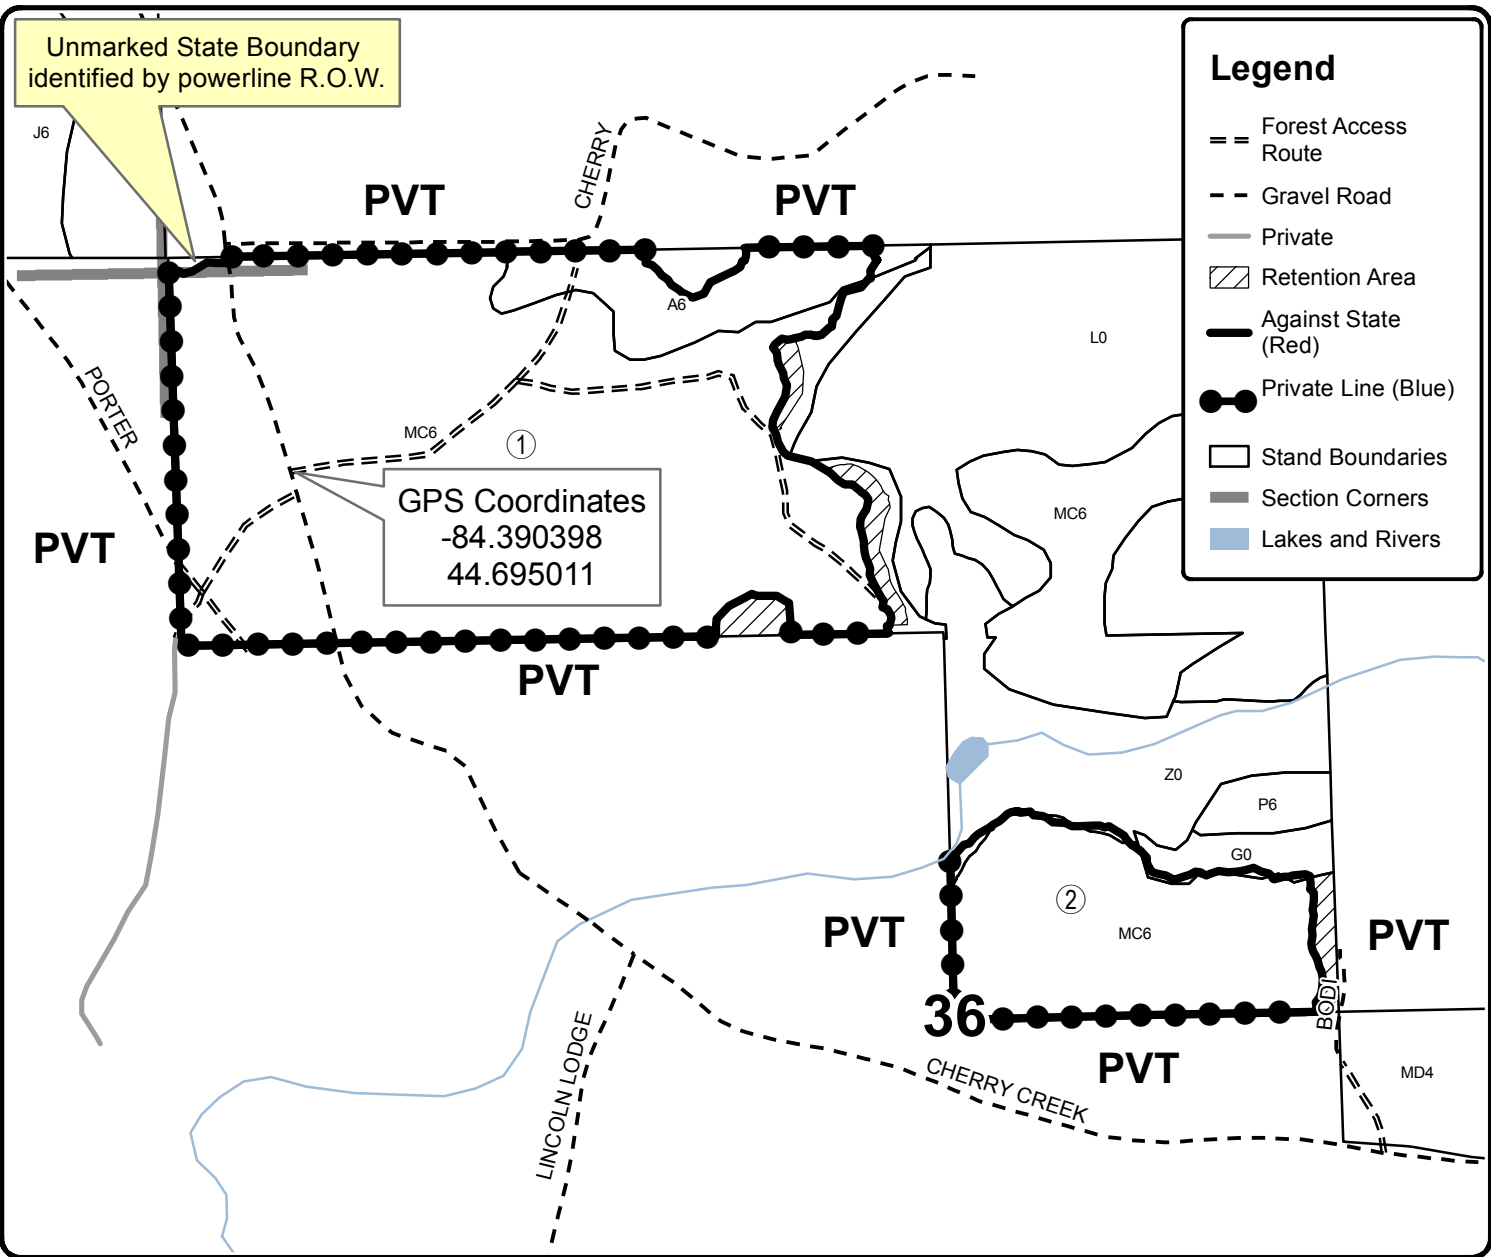 Unmarked State Boundary
identified by powerline R.O.W.
Legend
Forest Access
Route
Gravel Road
Private
Retention Area
Against State
(Red)
Private Line (Blue)
Stand Boundaries
Section Corners
Lakes and Rivers
J6
CHERRY
PVT
PVT
A6
L0
PORTER
MC6
1
GPS Coordinates
-84.390398
44.695011
MC6
PVT
PVT
Z0
P6
G0
2
PVT
MC6
PVT
36
BODI
PVT
MD4
CHERRY CREEK
LINCOLN LODGE